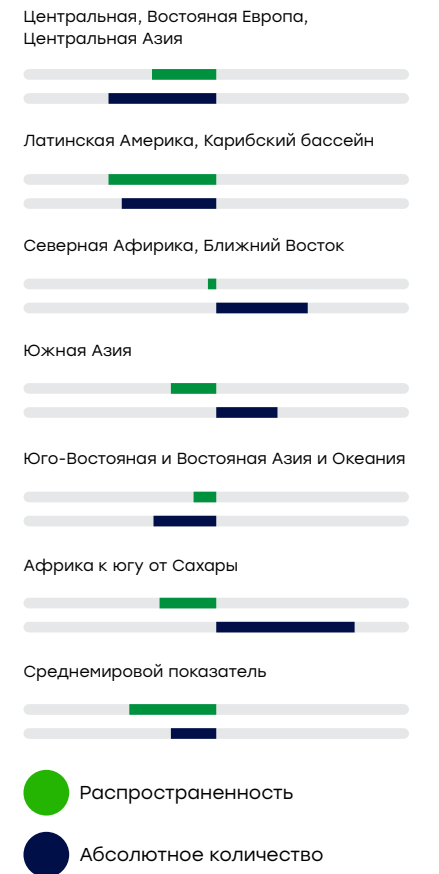 Центральная, Востояная Европа,
Центральная Азия
Латинская Америка, Карибский бассейн
Северная Афирика, Ближний Восток
Южная Азия
Юго-Востояная и Востояная Азия и Океания
Африка к югу от Сахары
Среднемировой показатель
Распространенность
Абсолютное количество